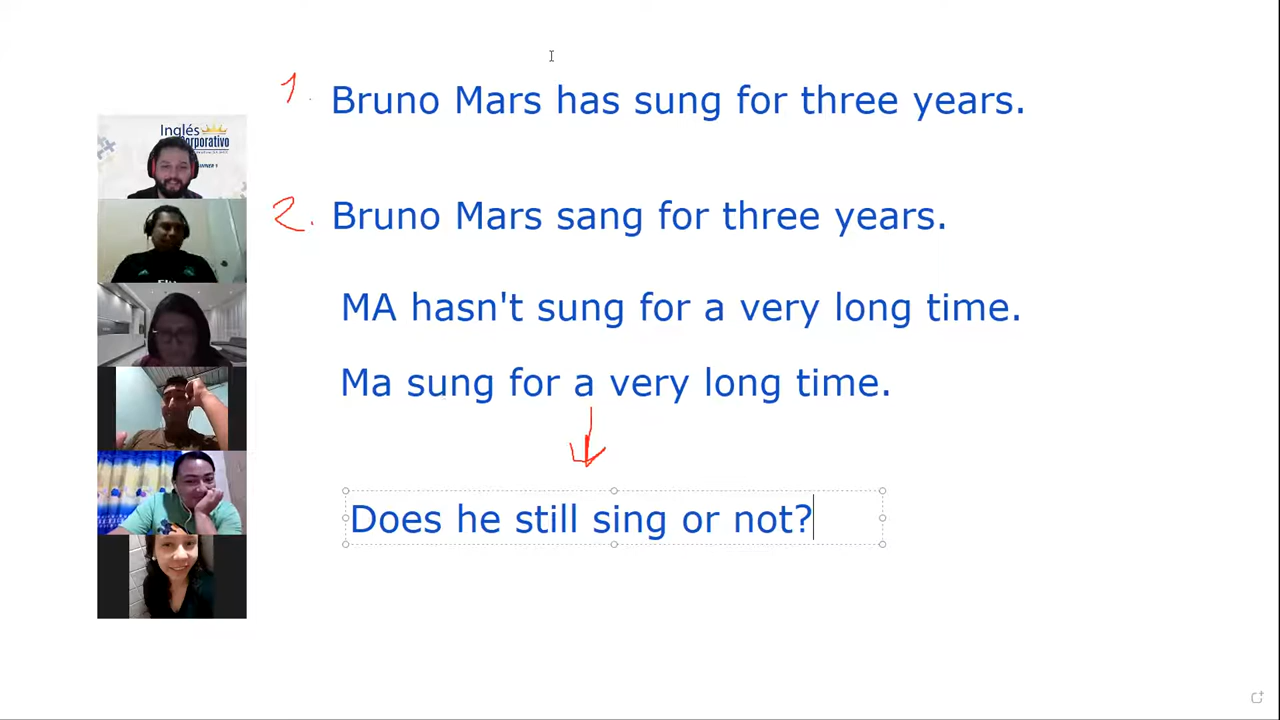 1. Bruno Mars has sung for three years.
2. Bruno Mars sang for three years.
MA hasn't sung for a very long time.
Ma sung for a very long time.
Does he still sing or not?
Inglés